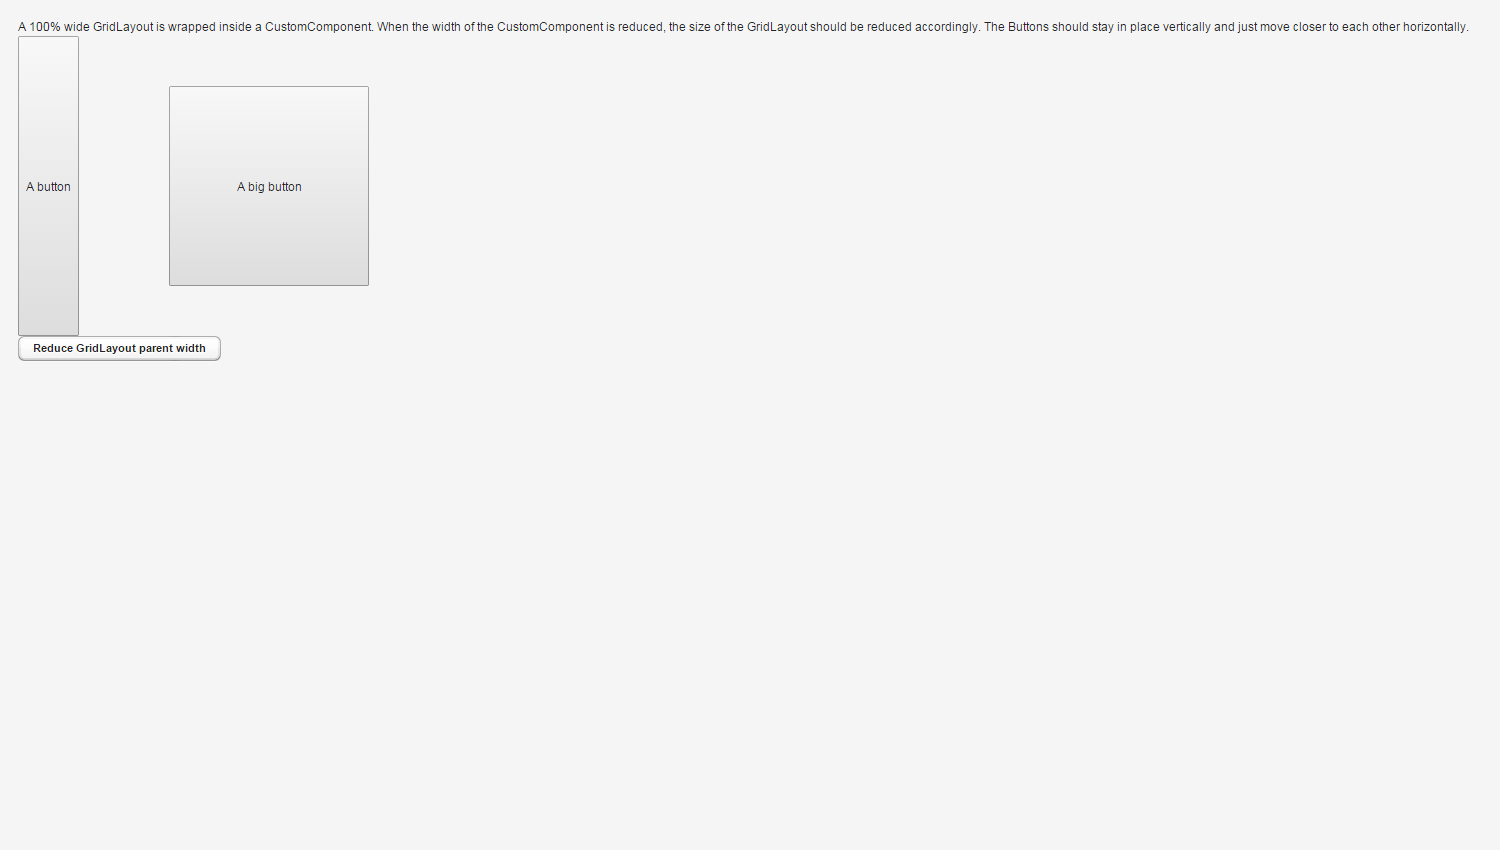 A 100% wide GridLayout is wrapped inside a CustomComponent. When the width of the CustomComponent is reduced, the size of the GridLayout should be reduced accordingly. The Buttons should stay in place vertically and just move closer to each other horizontally.
A button
A big button
Reduce GridLayout parent width